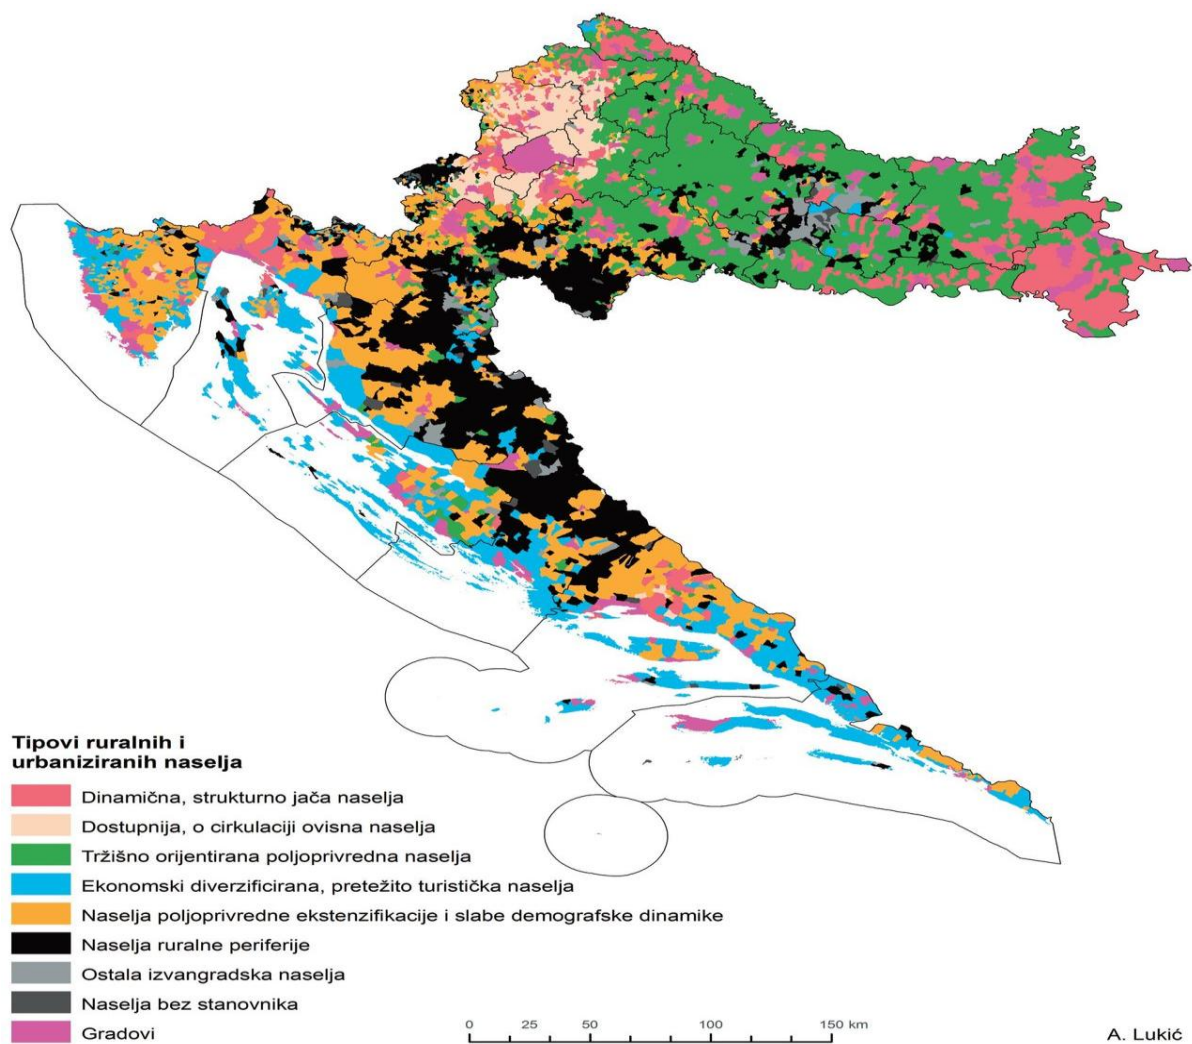 Tipovi ruralnih i
urbaniziranih naselja
Dinamična, strukturno jača naselja
Dostupnija, o cirkulaciji ovisna naselja
Tržišno orijentirana poljoprivredna naselja
Ekonomski diverzificirana, pretežito turistička naselja
Naselja poljoprivredne ekstenzifikacije i slabe demografske dinamike
Naselja ruralne periferije
Ostala izvangradska naselja
Naselja bez stanovnika
Gradovi
0 25 50 100 150 km
A. Lukić